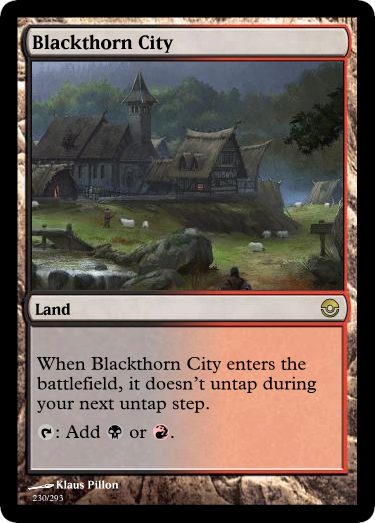 Blackthorn City
Land
When Blackthorn City enters the
battlefield, it doesn't untap during
your next untap step.
: Add or .
Klaus Pillon
230/293